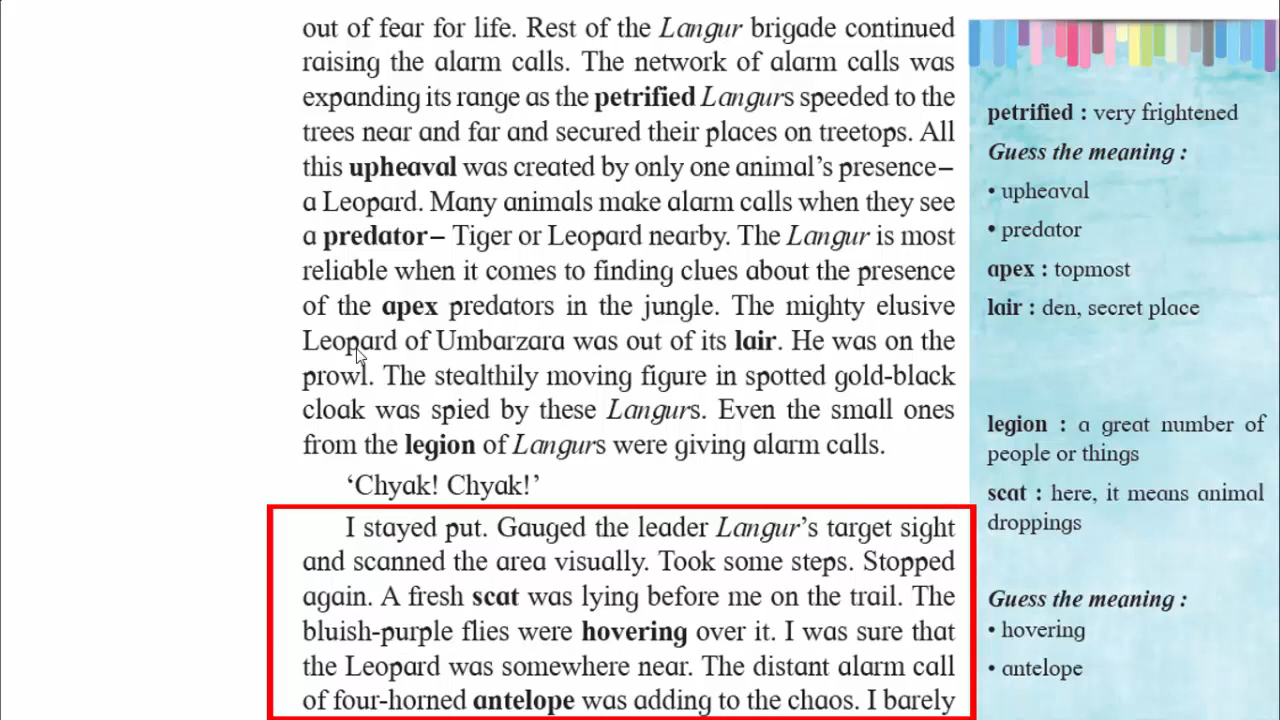 out of fear for life. Rest of the Langur brigade continued
raising the alarm calls. The network of alarm calls was
expanding its range as the petrified Langurs speeded to the
trees near and far and secured their places on treetops. All
this upheaval was created by only one animal's presence–
a Leopard. Many animals make alarm calls when they see
a predator– Tiger or Leopard nearby. The Langur is most
reliable when it comes to finding clues about the presence
of the apex predators in the jungle. The mighty elusive
Leopard of Umbarzara was out of its lair. He was on the
prowl. The stealthily moving figure in spotted gold-black
cloak was spied by these Langurs. Even the small ones
from the legion of Langurs were giving alarm calls.
'Chyak! Chyak!'
I stayed put. Gauged the leader Langur's target sight
and scanned the area visually. Took some steps. Stopped
again. A fresh scat was lying before me on the trail. The
bluish-purple flies were hovering over it. I was sure that
the Leopard was somewhere near. The distant alarm call
of four-horned antelope was adding to the chaos. I barely
petrified : very frightened
Guess the meaning :
• upheaval
• predator
apex : topmost
lair : den, secret place
legion : a great number of
people or things
scat : here, it means animal
droppings
Guess the meaning :
• hovering
• antelope